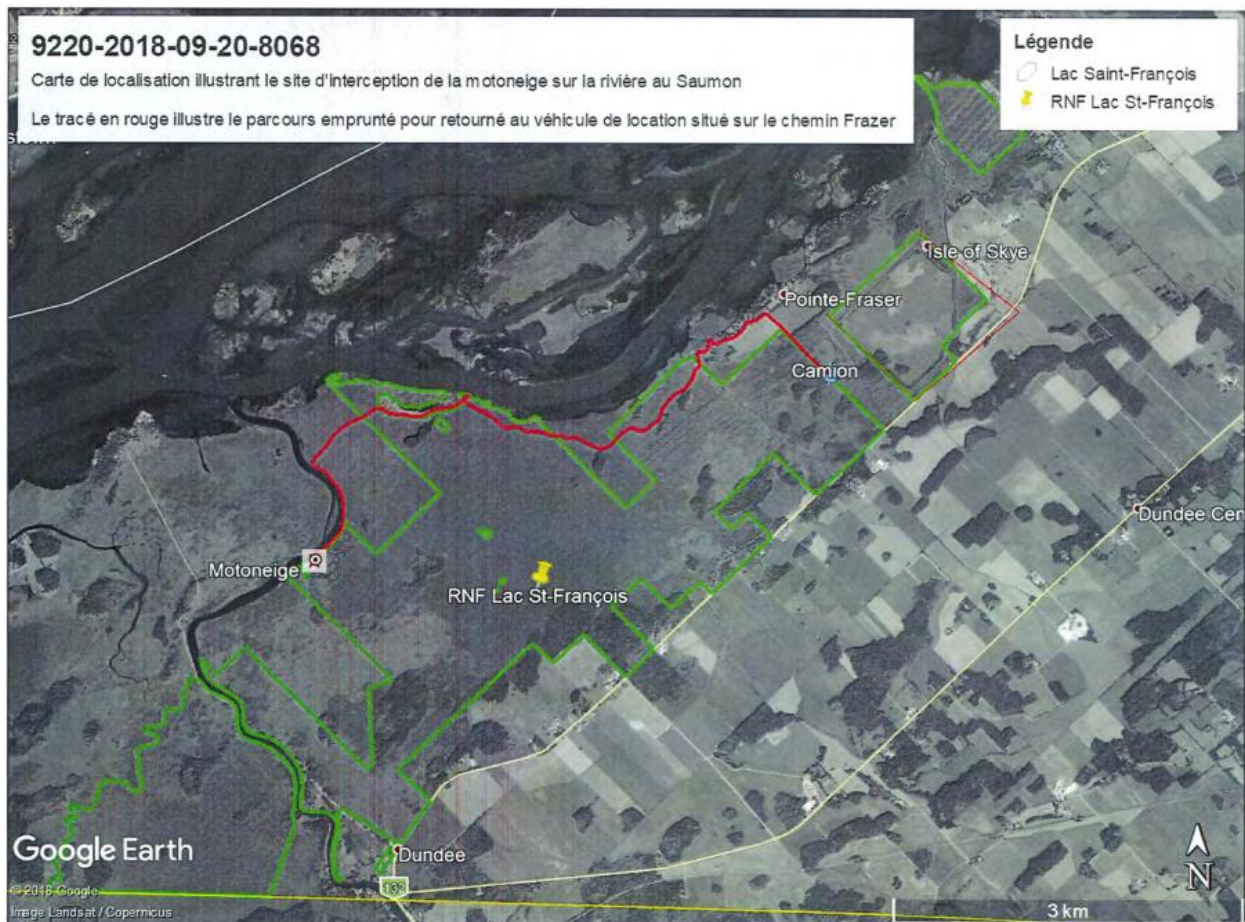 9220-2018-09-20-8068
Carte de localisation illustrant le site d'interception de la motoneige sur la rivière au Saumon
Le tracé en rouge illustre le parcours emprunté pour retourné au véhicule de location situé sur le chemin Frazer
Légende
Lac Saint-François
RNF Lac St-François
Isle of Skye
Pointe-Fraser
Camion
Dundee Cen
Motoneige
RNF Lac St-François
Dundee
132
Google Earth
© 2018 Google
Image Landsat / Copernicus
N
3 km